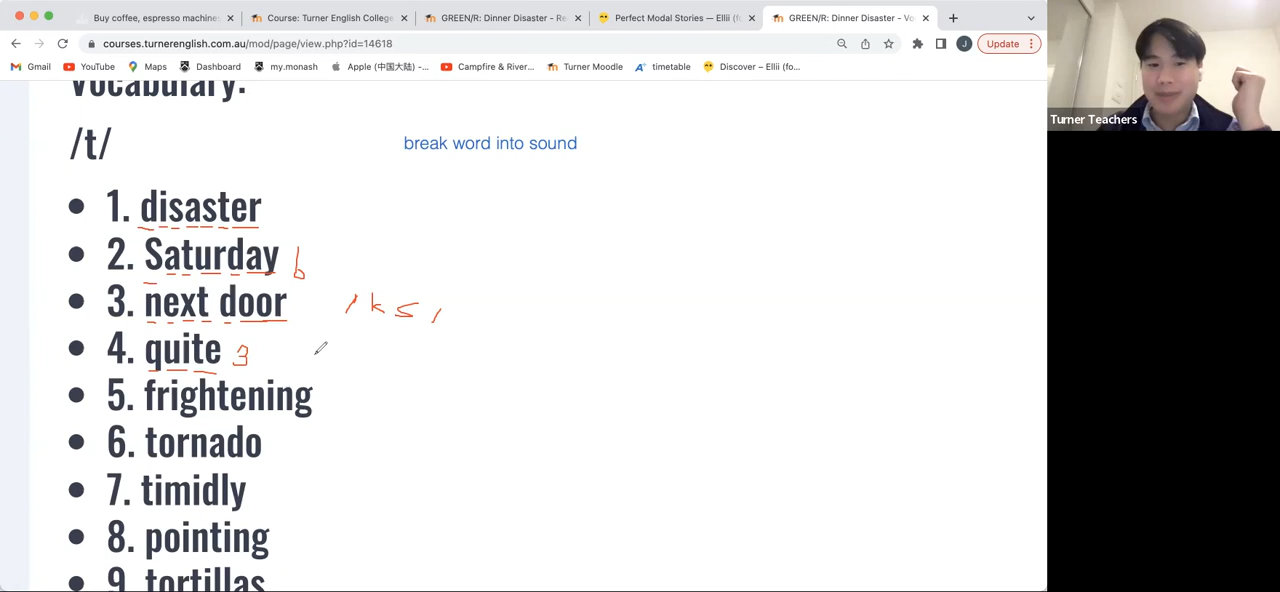 Buy coffee, espresso machine
Course: Turner English College
GREEN/R: Dinner Disaster - Re
Perfect Modal Stories — Ellii (fo
GREEN/R: Dinner Disaster - Vo
courses.turnerenglish.com.au/mod/page/view.php?id=14618
J
Update
Gmail
YouTube
Maps
Dashboard
my.monash
Apple (中国大陆) -...
Campfire & River...
Turner Moodle
timetable
Discover – Ellii (fo...
Vocabulary:
/t/
break word into sound
1. disaster
2. Saturday 6
3. next door / k s /
4. quite 3
5. frightening
6. tornado
7. timidly
8. pointing
9. tortillas
Turner Teachers